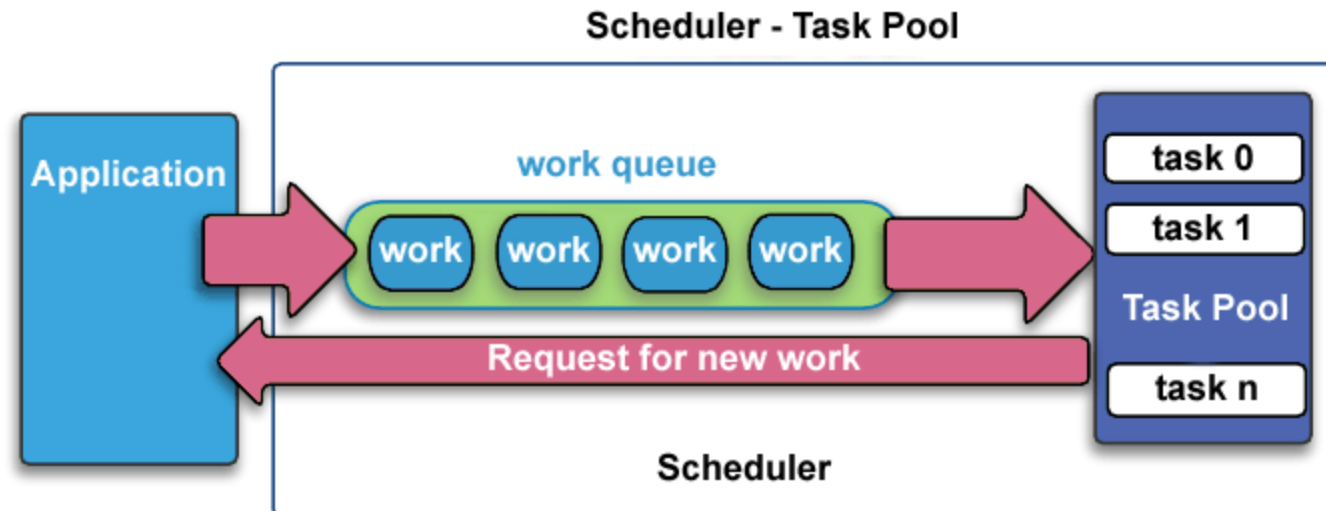 Scheduler - Task Pool
Application
work queue
work work work work
Request for new work
task 0
task 1
Task Pool
task n
Scheduler